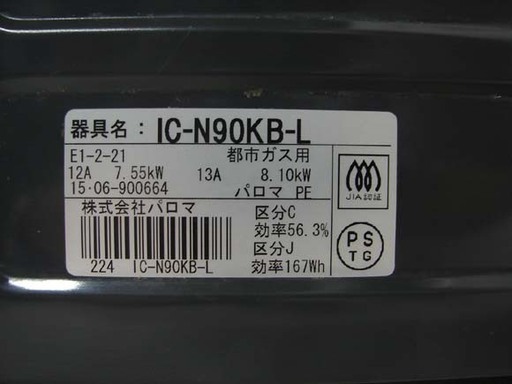 器具名： IC-N90KB-L
E1-2-21 都市ガス用
12A 7.55kW 13A 8.10kW
15·06-900664 パロマ PE
株式会社パロマ
224 IC-N90KB-L
区分C
効率56.3%
区分J
効率167Wh
JIA認証
PS
TG